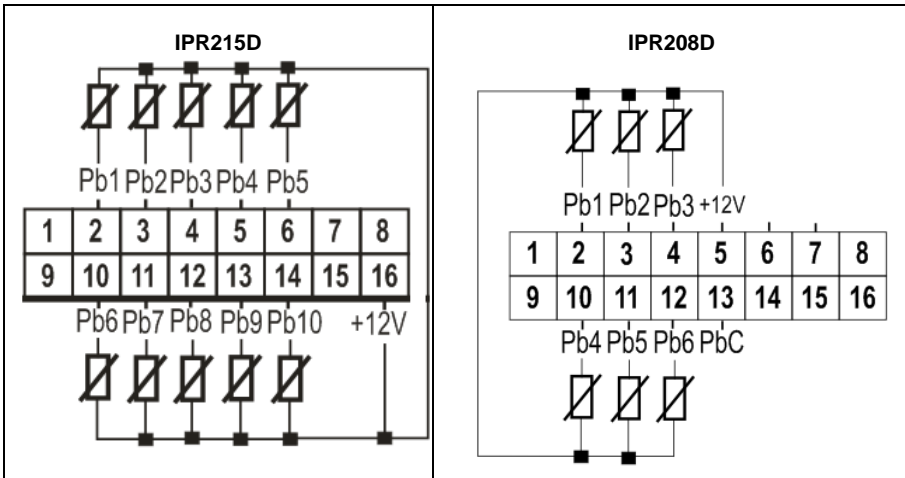 IPR215D
Pb1 Pb2 Pb3 Pb4 Pb5
1 2 3 4 5 6 7 8
9 10 11 12 13 14 15 16
Pb6 Pb7 Pb8 Pb9 Pb10 +12V
IPR208D
Pb1 Pb2 Pb3 +12V
1 2 3 4 5 6 7 8
9 10 11 12 13 14 15 16
Pb4 Pb5 Pb6 PbC